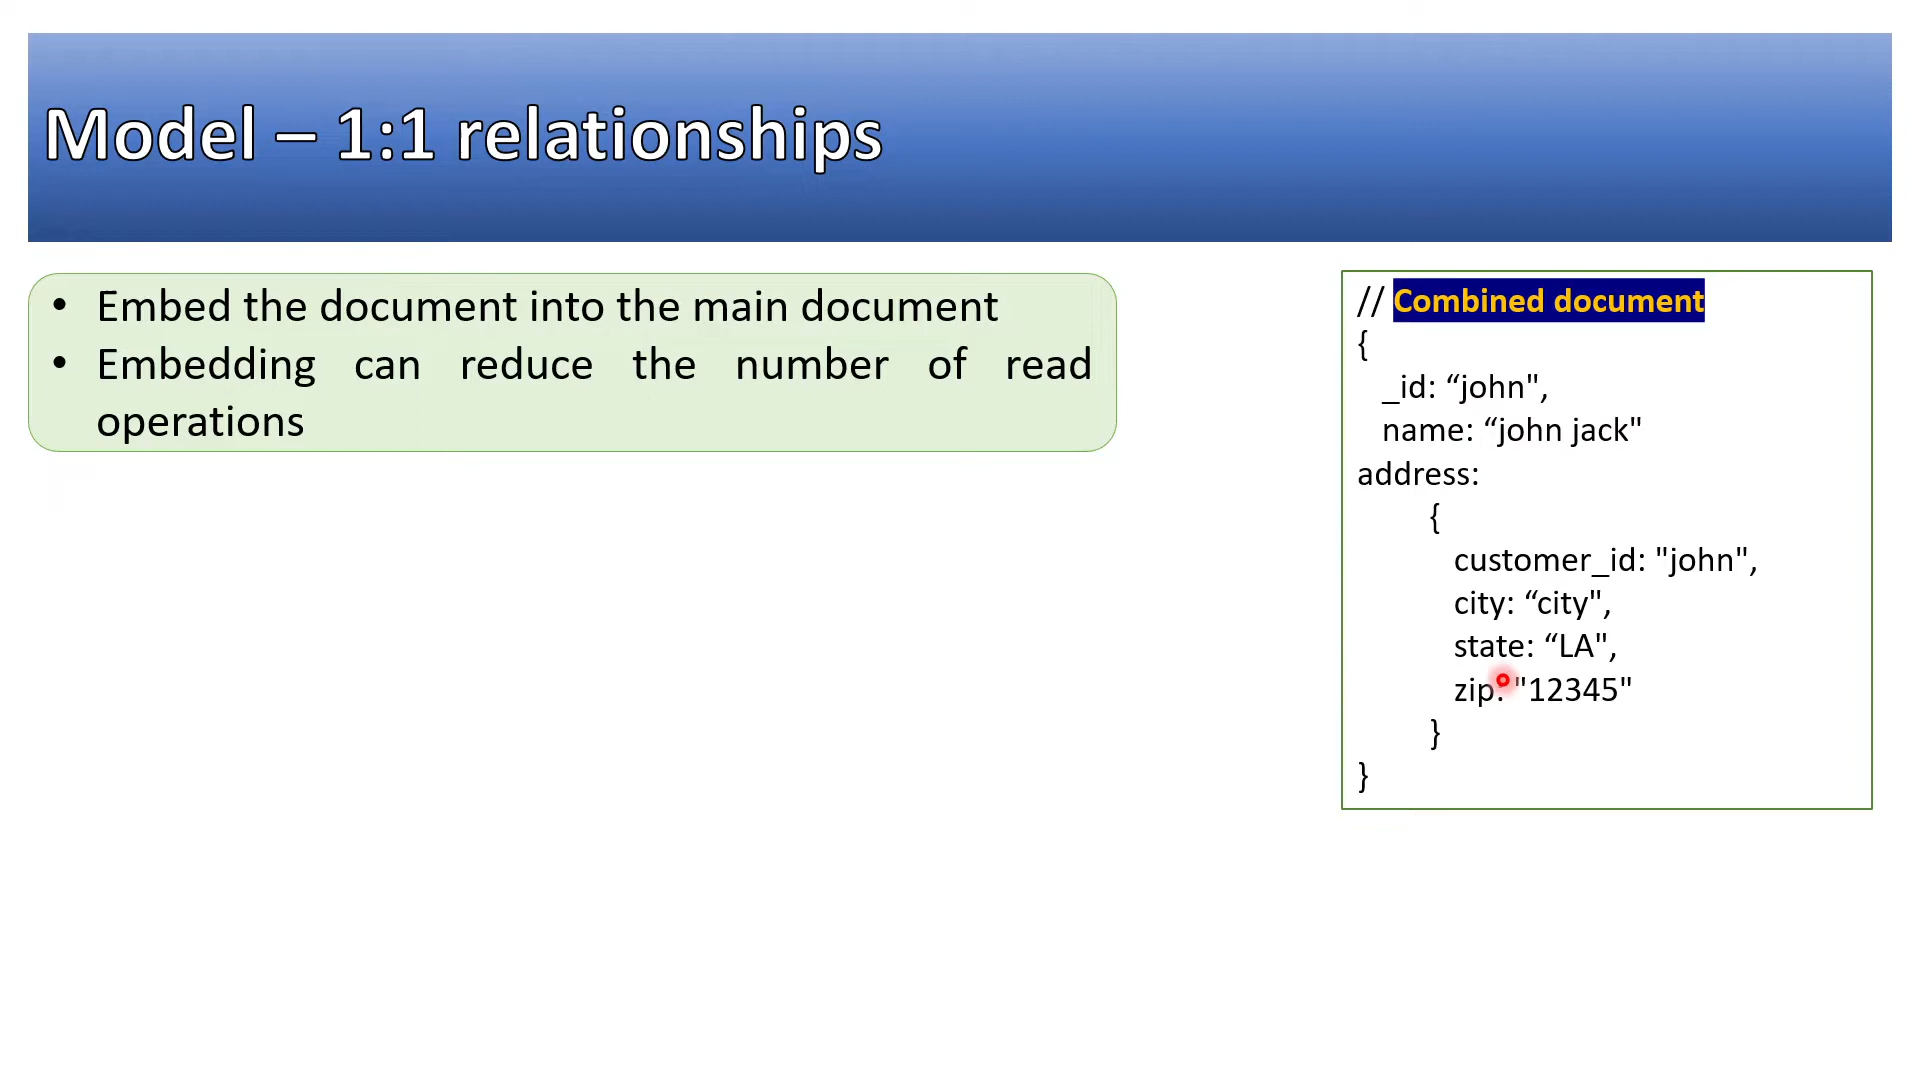 Model – 1:1 relationships
• Embed the document into the main document
• Embedding can reduce the number of read
operations
// Combined document
{
_id: “john",
name: “john jack"
address:
{
customer_id: "john",
city: “city",
state: “LA",
zip: "12345"
}
}